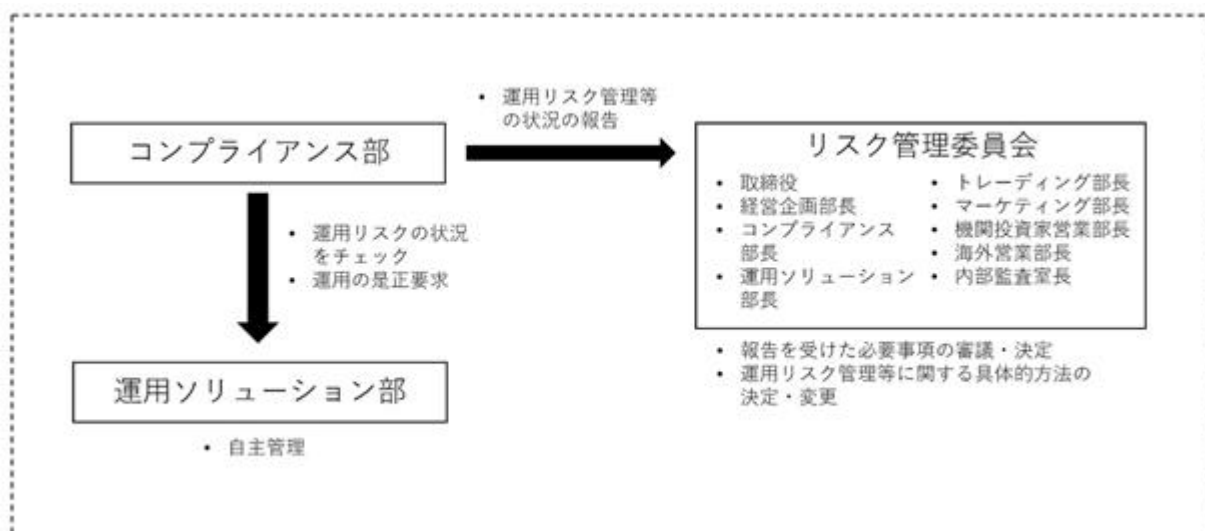 • 運用リスク管理等
の状況の報告
コンプライアンス部
リスク管理委員会
• 取締役
• 経営企画部長
• コンプライアンス
部長
• 運用ソリューション
部長
• トレーディング部長
• マーケティング部長
• 機関投資家営業部長
• 海外営業部長
• 内部監査室長
• 運用リスクの状況
をチェック
• 運用の是正要求
• 報告を受けた必要事項の審議・決定
• 運用リスク管理等に関する具体的方法の
決定・変更
運用ソリューション部
• 自主管理